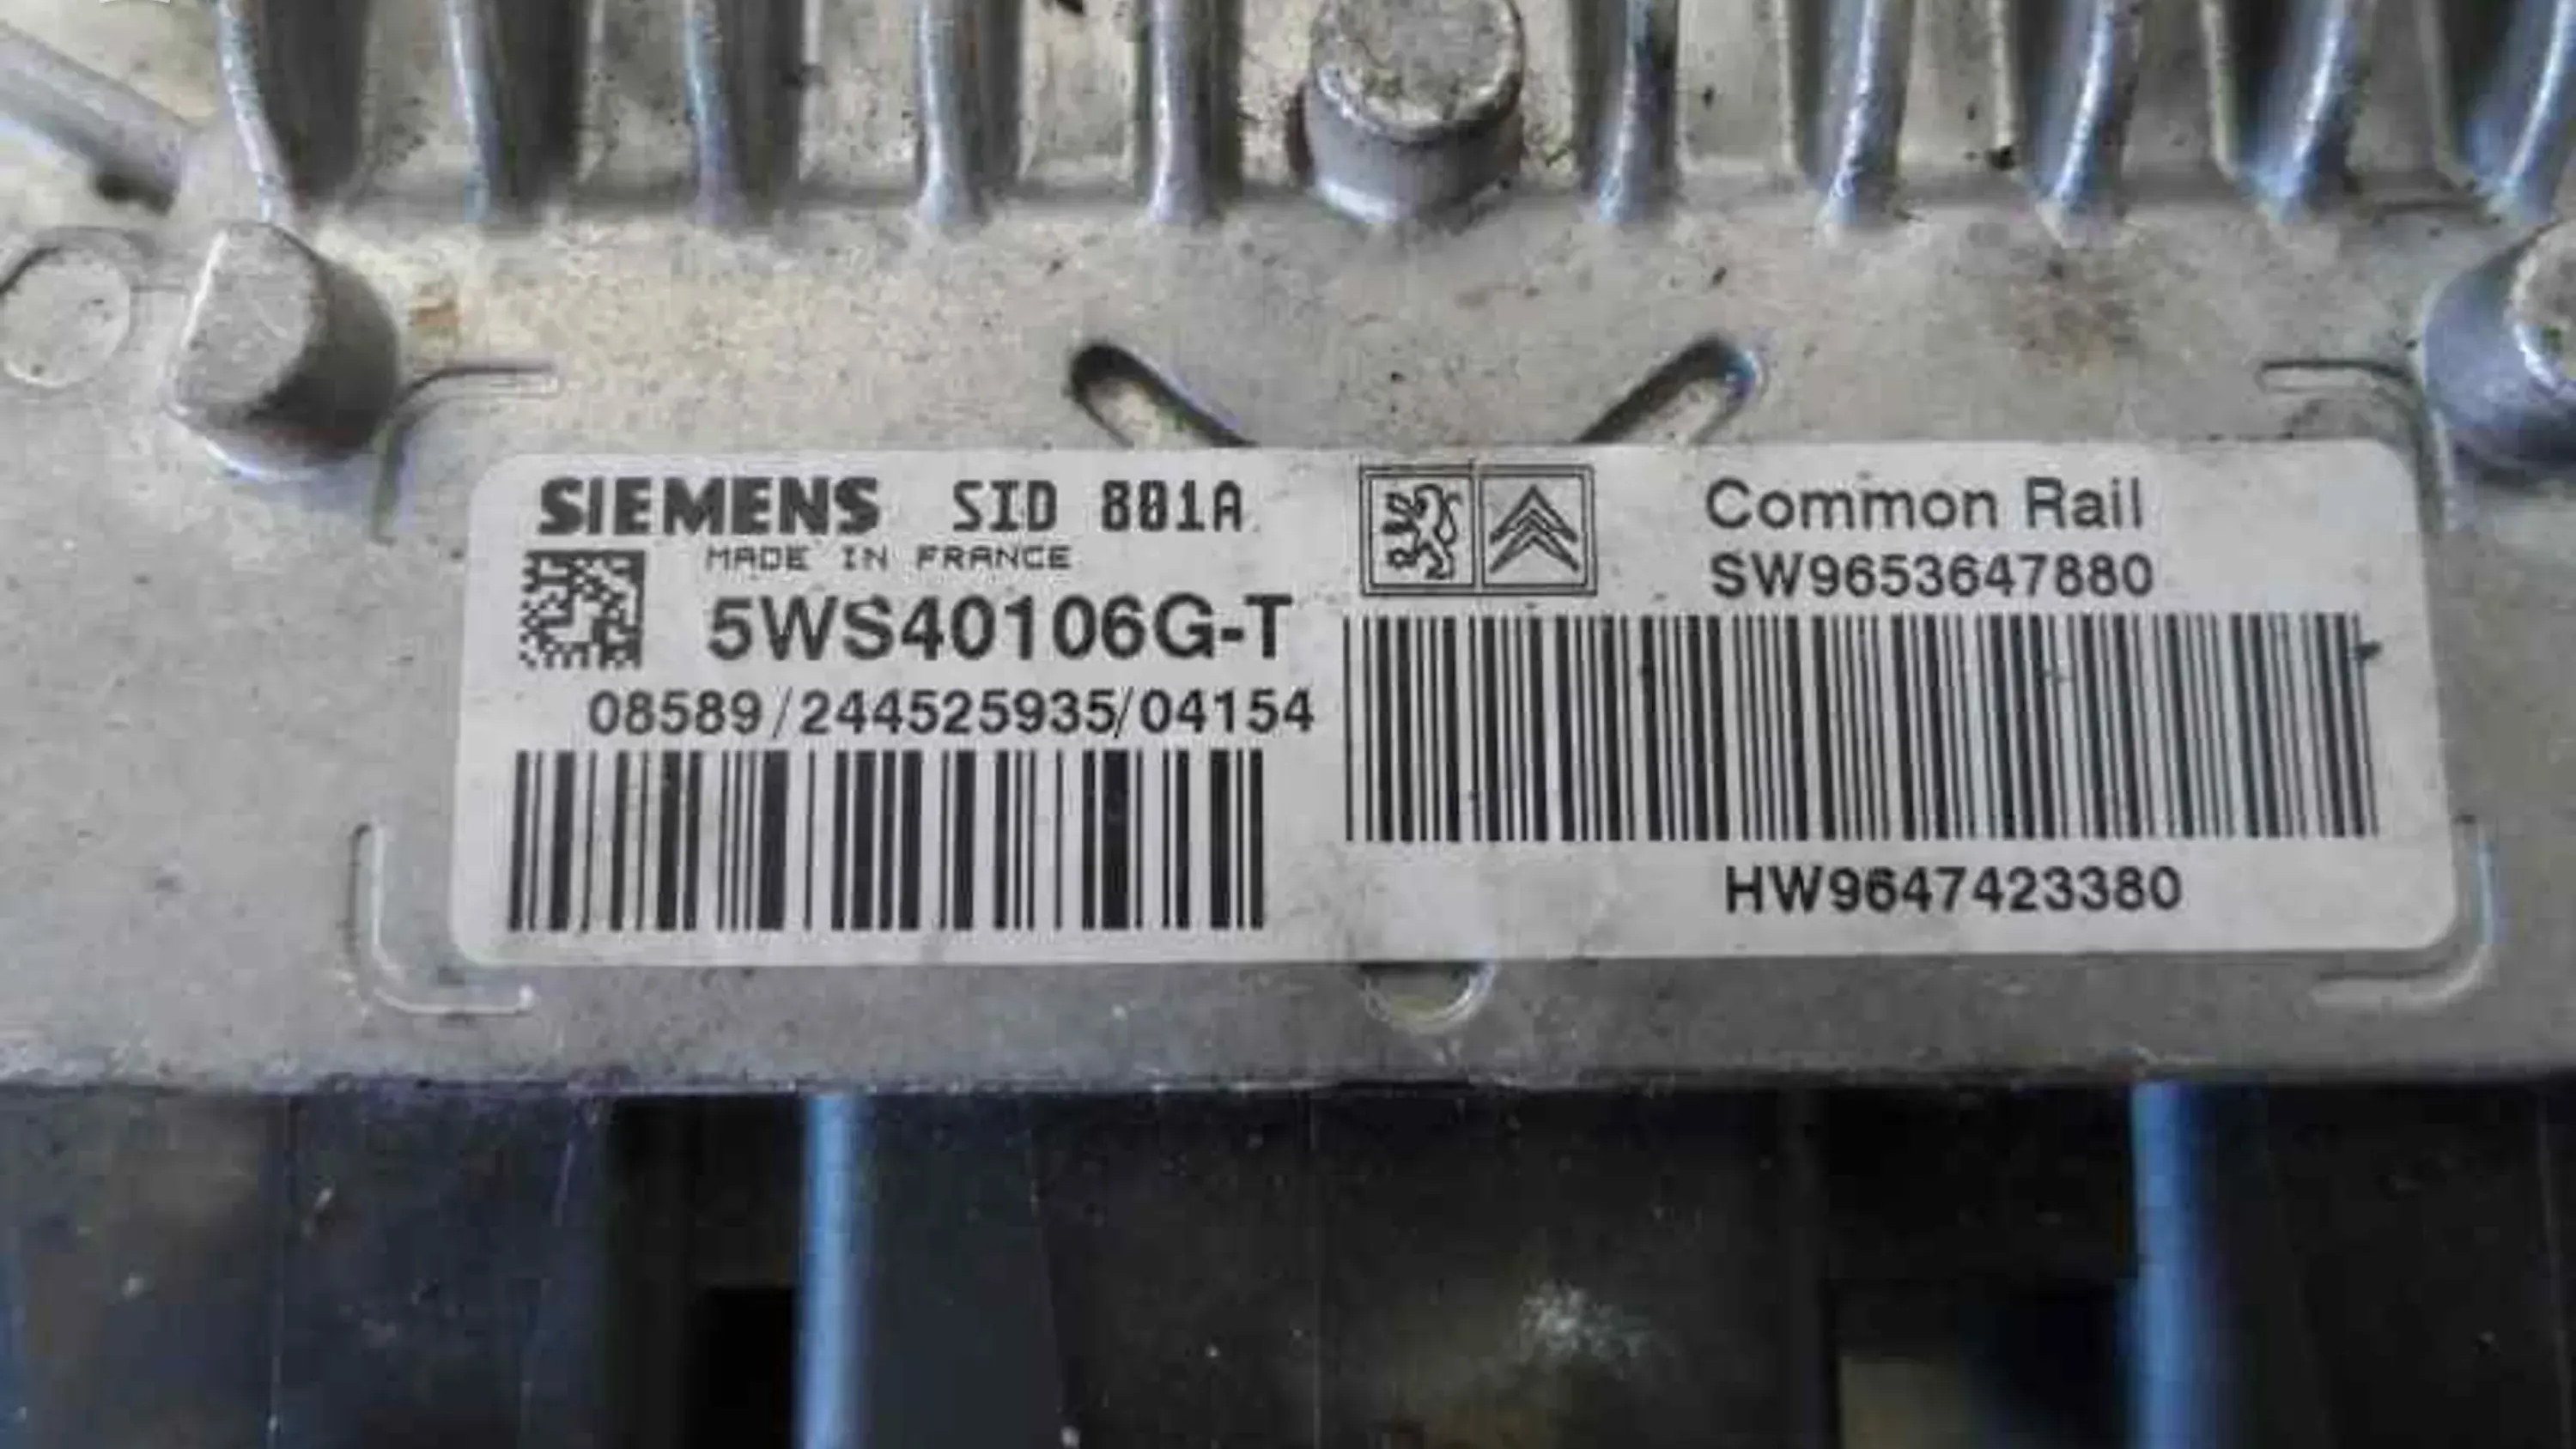 SIEMENS SID 801A
MADE IN FRANCE
5WS40106G-T
08589/244525935/04154
Common Rail
SW9653647880
HW9647423380